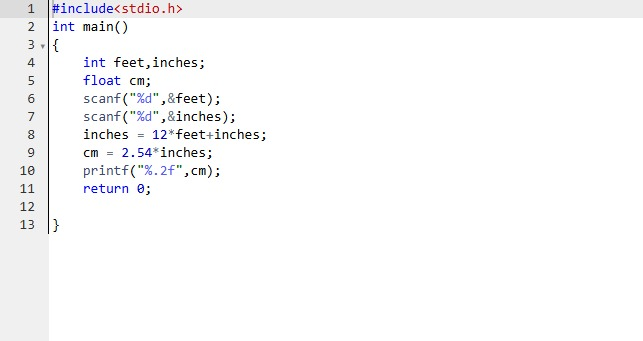 1 #include<stdio.h>
2 int main()
3 {
4     int feet,inches;
5     float cm;
6     scanf("%d",&feet);
7     scanf("%d",&inches);
8     inches = 12*feet+inches;
9     cm = 2.54*inches;
10     printf("%.2f",cm);
11     return 0;
12
13 }